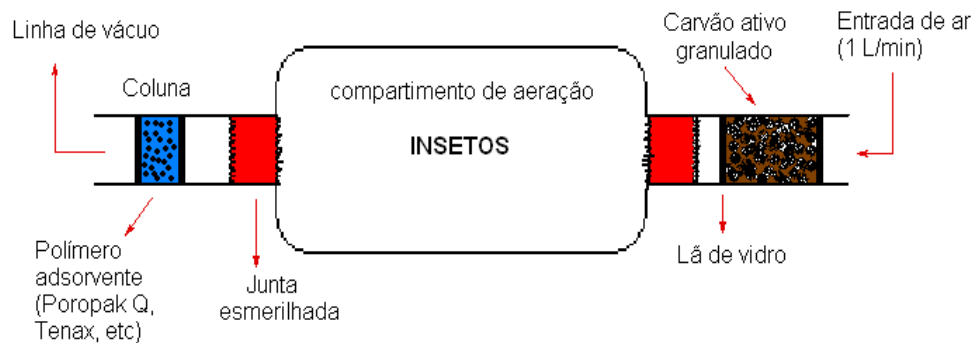 Linha de vácuo
Coluna
Polímero
adsorvente
(Poropak Q,
Tenax, etc)
Junta
esmerilhada
compartimento de aeração
INSETOS
Carvão ativo
granulado
Entrada de ar
(1 L/min)
Lã de vidro